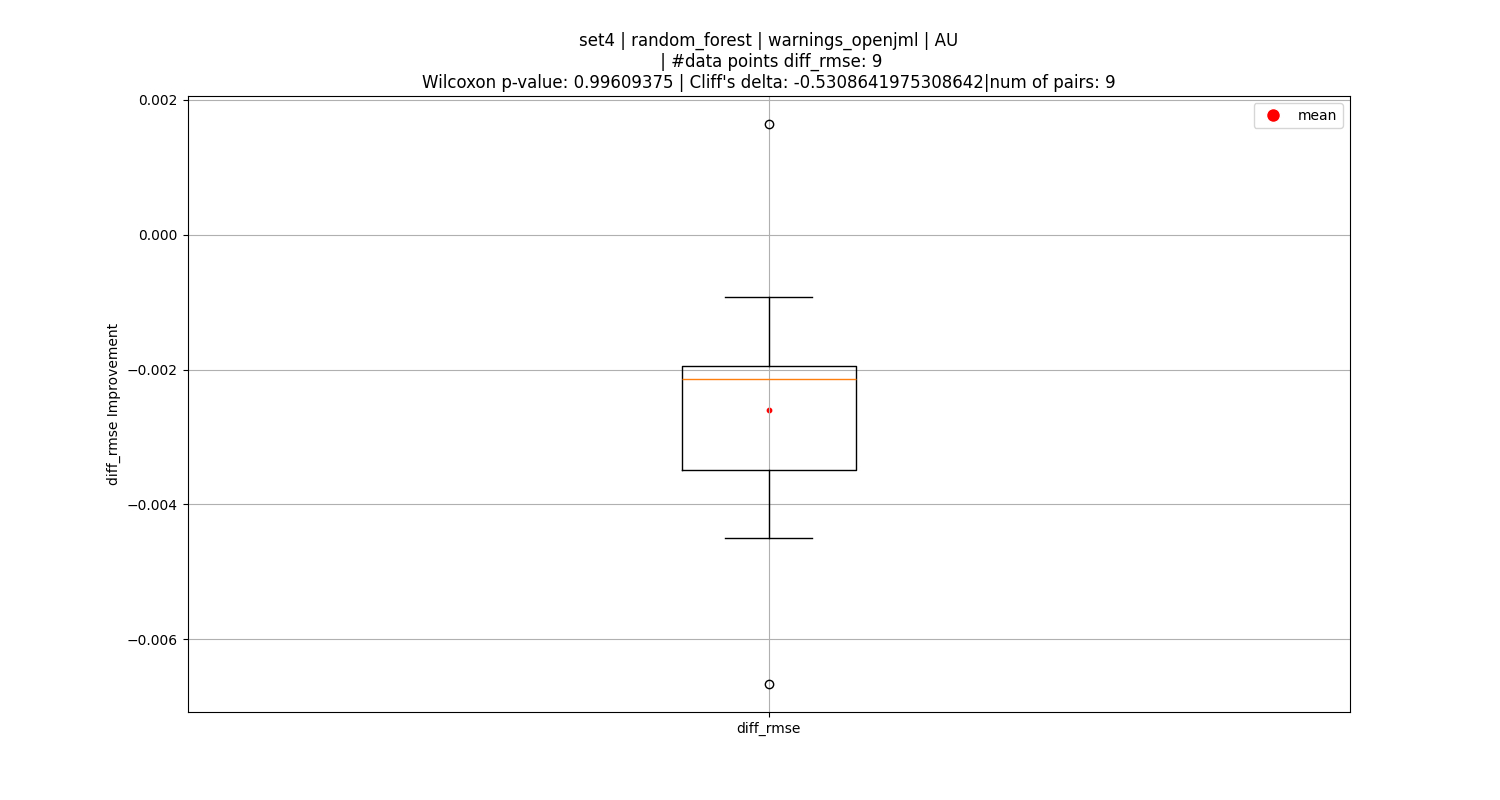 set4 | random_forest | warnings_openjml | AU
| #data points diff_rmse: 9
Wilcoxon p-value: 0.99609375 | Cliff's delta: -0.5308641975308642|num of pairs: 9
mean
0.002
0.000
−0.002
−0.004
−0.006
diff_rmse Improvement
diff_rmse